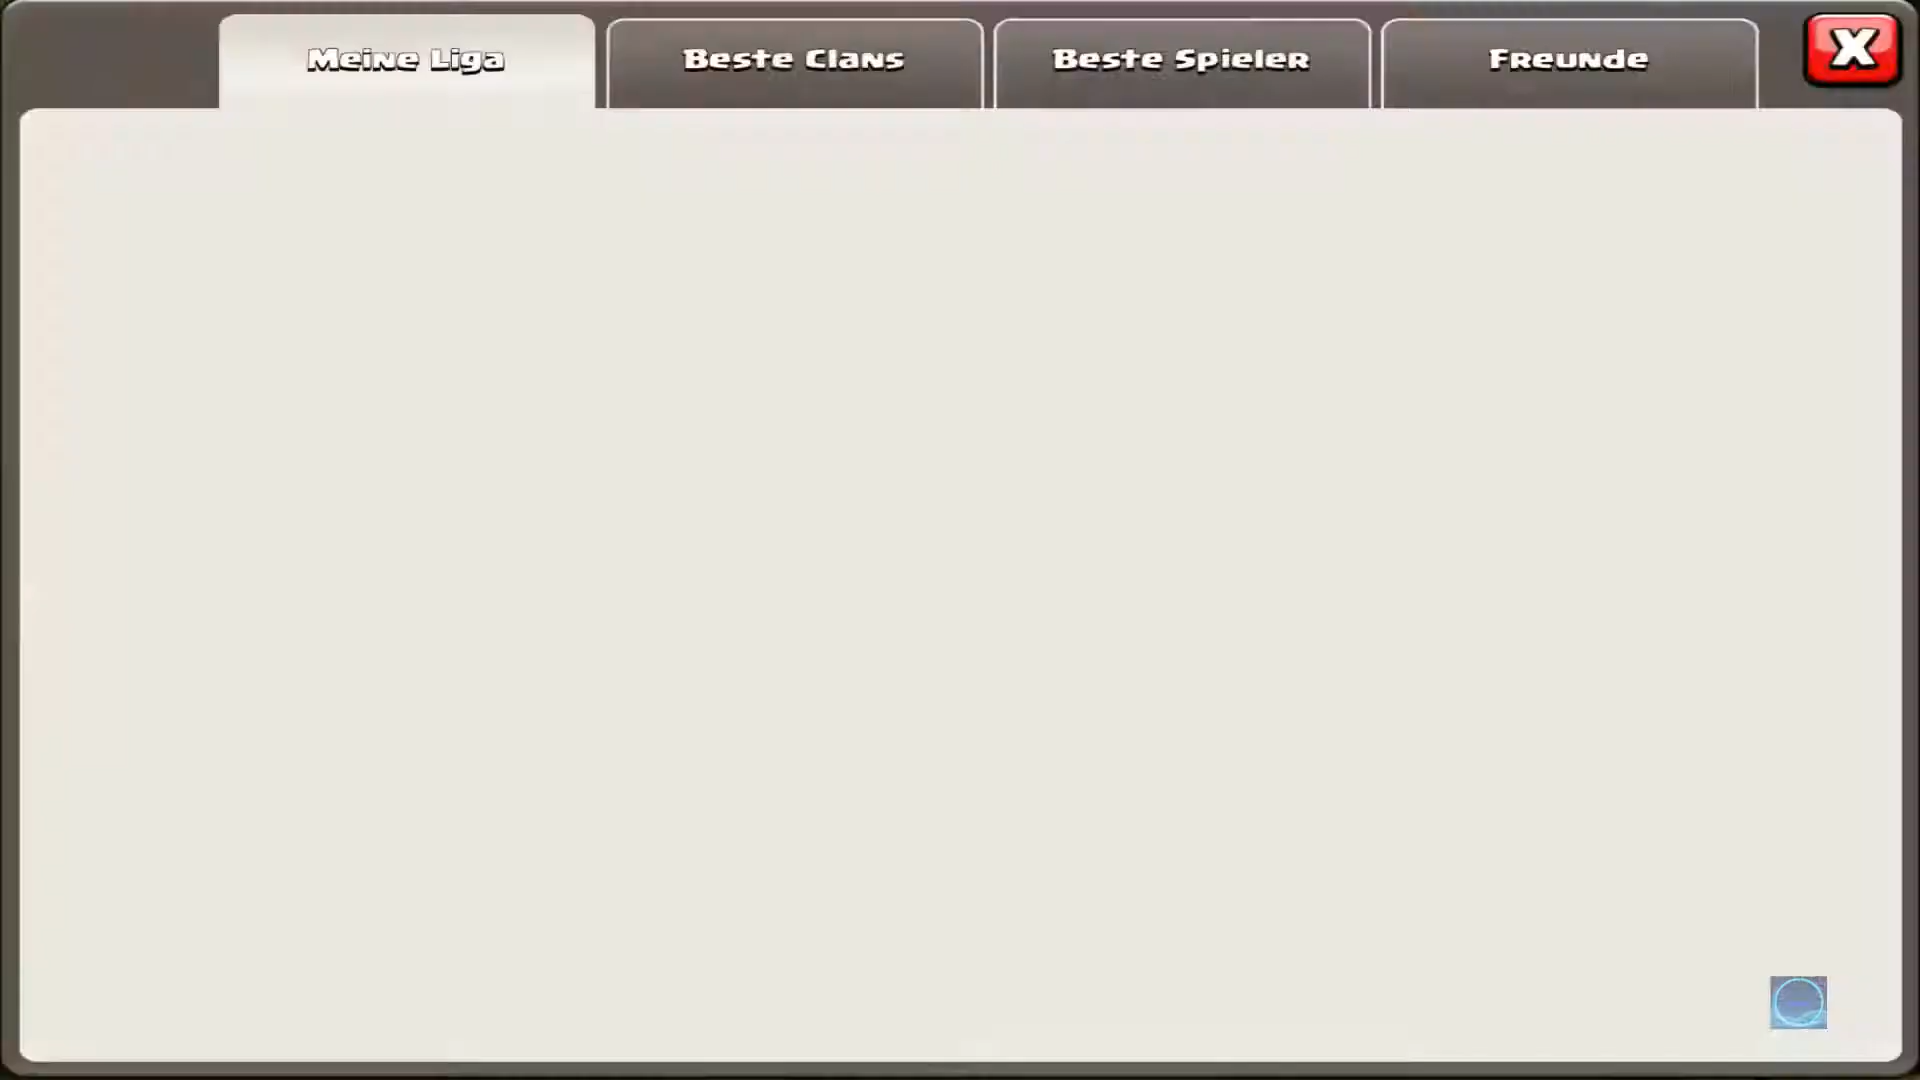 Meine Liga
Beste Clans
Beste Spieler
Freunde
X